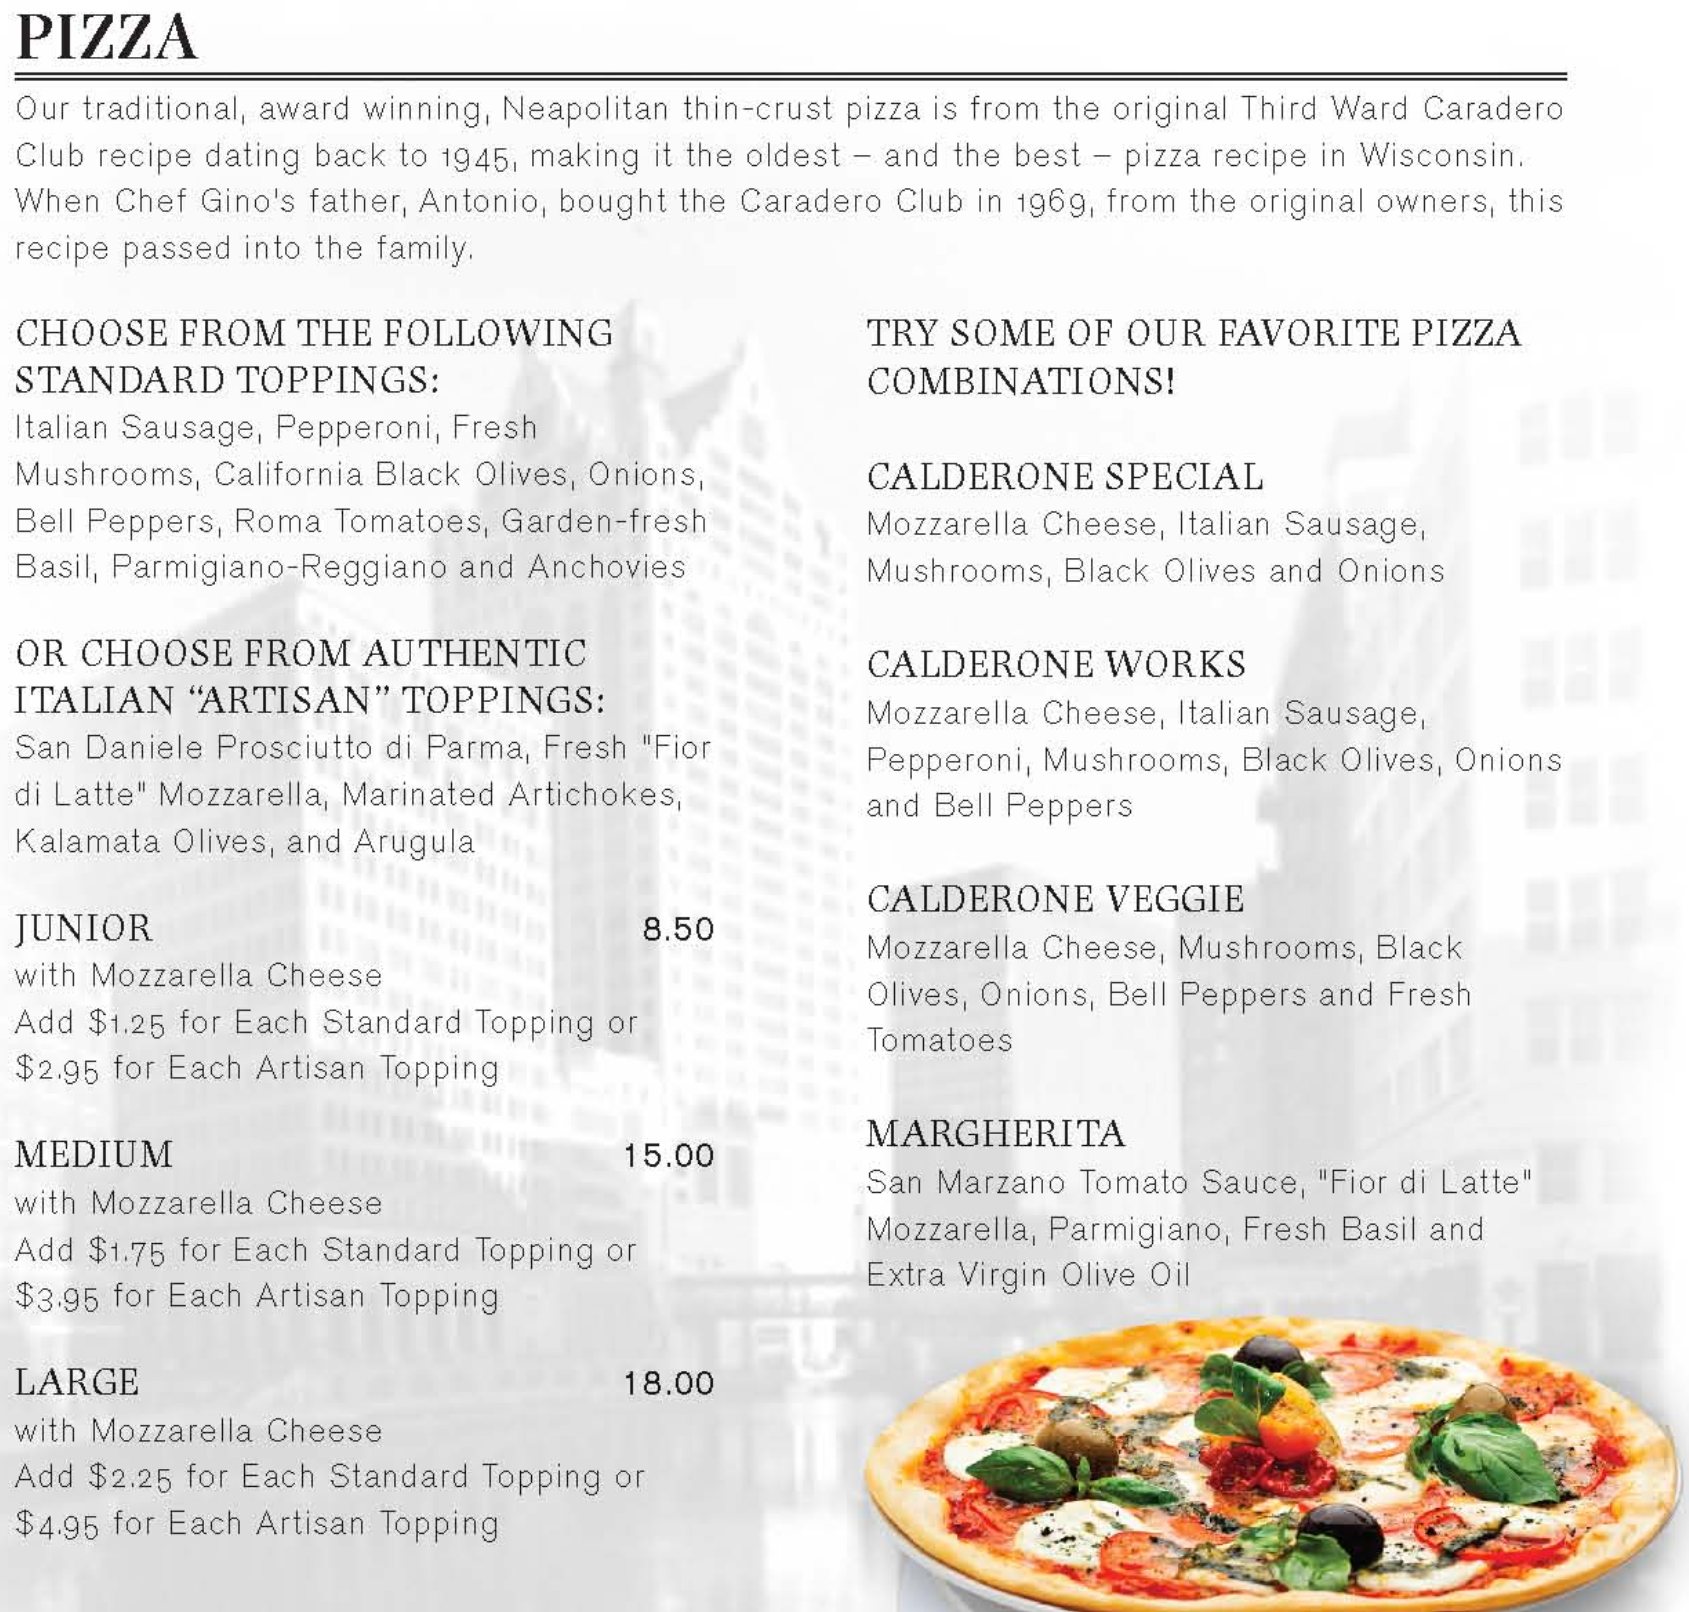 PIZZA
Our traditional, award winning, Neapolitan thin-crust pizza is from the original Third Ward Caradero
Club recipe dating back to 1945, making it the oldest – and the best – pizza recipe in Wisconsin.
When Chef Gino's father, Antonio, bought the Caradero Club in 1969, from the original owners, this
recipe passed into the family.
CHOOSE FROM THE FOLLOWING
STANDARD TOPPINGS:
Italian Sausage, Pepperoni, Fresh
Mushrooms, California Black Olives, Onions,
Bell Peppers, Roma Tomatoes, Garden-fresh
Basil, Parmigiano-Reggiano and Anchovies
OR CHOOSE FROM AUTHENTIC
ITALIAN “ARTISAN” TOPPINGS:
San Daniele Prosciutto di Parma, Fresh "Fior
di Latte" Mozzarella, Marinated Artichokes,
Kalamata Olives, and Arugula
JUNIOR 8.50
with Mozzarella Cheese
Add $1.25 for Each Standard Topping or
$2.95 for Each Artisan Topping
MEDIUM 15.00
with Mozzarella Cheese
Add $1.75 for Each Standard Topping or
$3.95 for Each Artisan Topping
LARGE 18.00
with Mozzarella Cheese
Add $2.25 for Each Standard Topping or
$4.95 for Each Artisan Topping
TRY SOME OF OUR FAVORITE PIZZA
COMBINATIONS!
CALDERONE SPECIAL
Mozzarella Cheese, Italian Sausage,
Mushrooms, Black Olives and Onions
CALDERONE WORKS
Mozzarella Cheese, Italian Sausage,
Pepperoni, Mushrooms, Black Olives, Onions
and Bell Peppers
CALDERONE VEGGIE
Mozzarella Cheese, Mushrooms, Black
Olives, Onions, Bell Peppers and Fresh
Tomatoes
MARGHERITA
San Marzano Tomato Sauce, "Fior di Latte"
Mozzarella, Parmigiano, Fresh Basil and
Extra Virgin Olive Oil